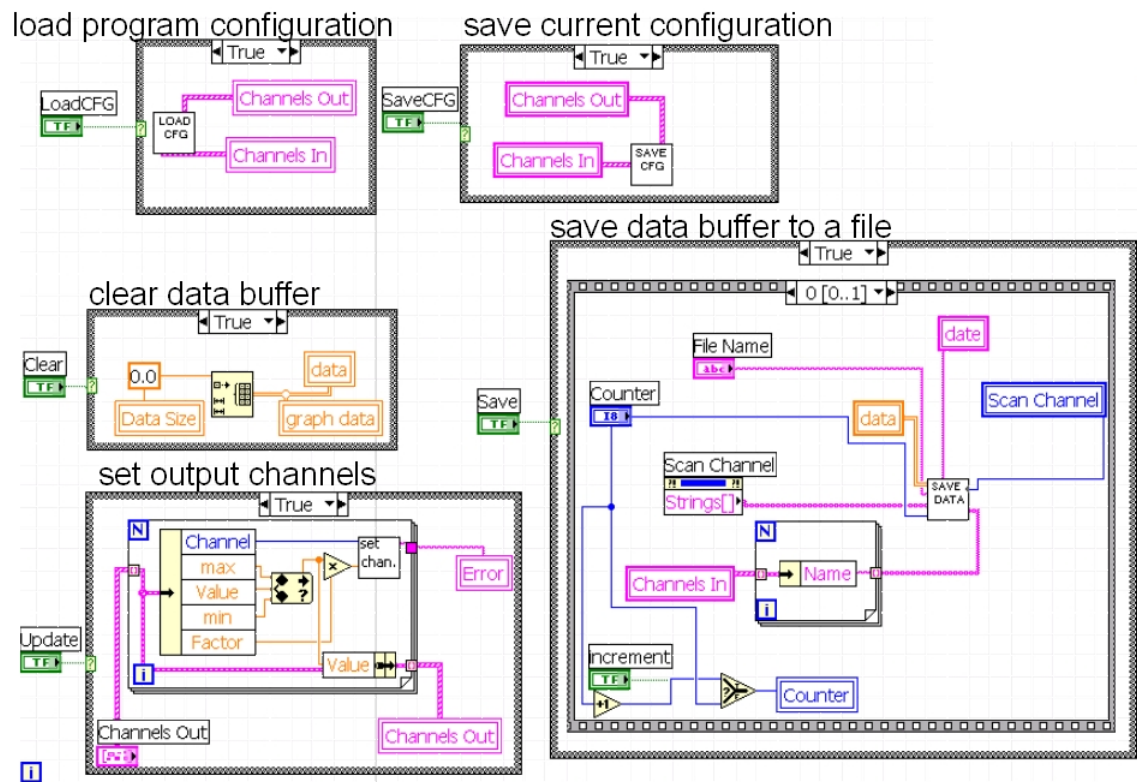 load program configuration
True
LoadCFG
TF
?
LOAD
CFG
Channels Out
Channels In
save current configuration
True
SaveCFG
TF
?
Channels Out
Channels In
SAVE
CFG
clear data buffer
True
Clear
TF
?
0.0
Data Size
data
graph data
save data buffer to a file
True
0 [0..1]
Save
TF
?
File Name
abc
date
Counter
I8
data
Scan Channel
Scan Channel
?! ?!
Strings[]
SAVE
DATA
N
Channels In
Name
i
increment
TF
+1
Counter
set output channels
True
N
Channel
max
Value
min
Factor
?
x
set
chan.
Error
Update
TF
?
i
Value
Channels Out
Channels Out
i